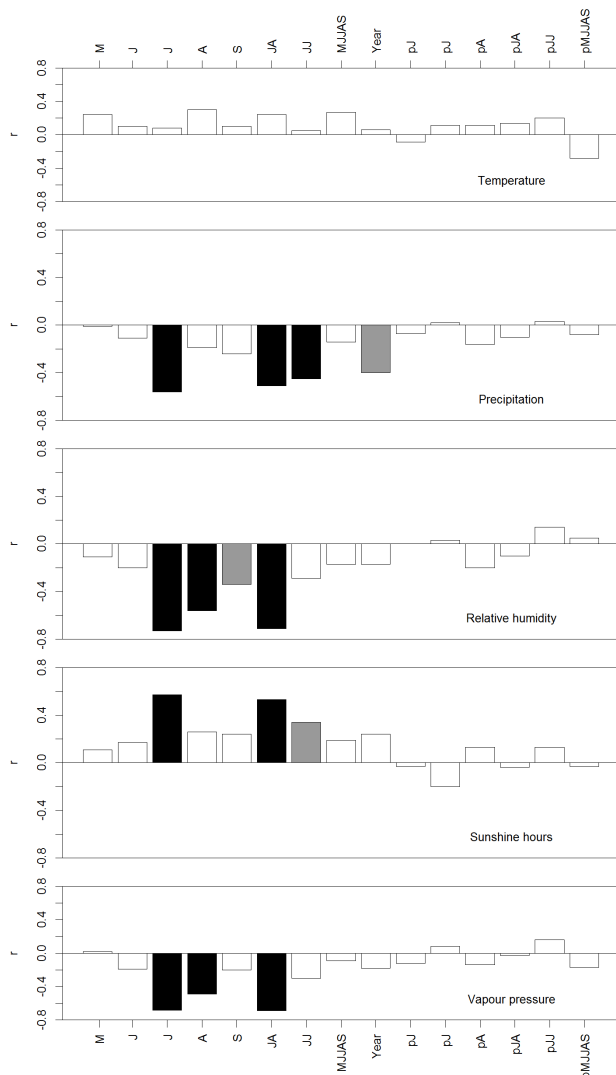 M J J A S JA JJ MJJAS Year pJ pJ pA pJA pJJ pMJJAS
0.8
0.4
0.0
-0.4
-0.8
r
Temperature
0.8
0.4
0.0
-0.4
-0.8
r
Precipitation
0.8
0.4
0.0
-0.4
-0.8
r
Relative humidity
0.8
0.4
0.0
-0.4
-0.8
r
Sunshine hours
0.8
0.4
0.0
-0.4
-0.8
r
Vapour pressure
M J J A S JA JJ MJJAS Year pJ pJ pA pJA pJJ pMJJAS